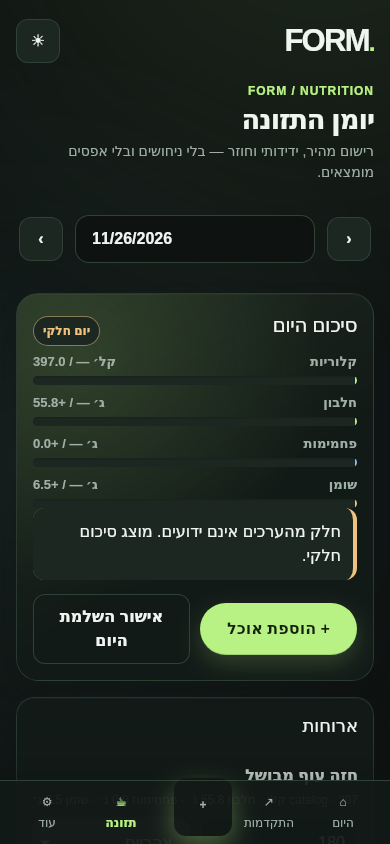 FORM.
FORM / NUTRITION
יומן התזונה
רישום מהיר, ידידותי וחוזר — בלי ניחושים ובלי אפסים
מומצאים.
11/26/2026
סיכום היום
יום חלקי
קלוריות
397.0 / — קל׳
חלבון
55.8+ / — ג׳
פחמימות
0.0+ / — ג׳
שומן
6.5+ / — ג׳
חלק מהערכים אינם ידועים. מוצג סיכום
חלקי.
+ הוספת אוכל
אישור השלמת
היום
ארוחות
חזה עוף מבושל
היום
התקדמות
+
תזונה
עוד